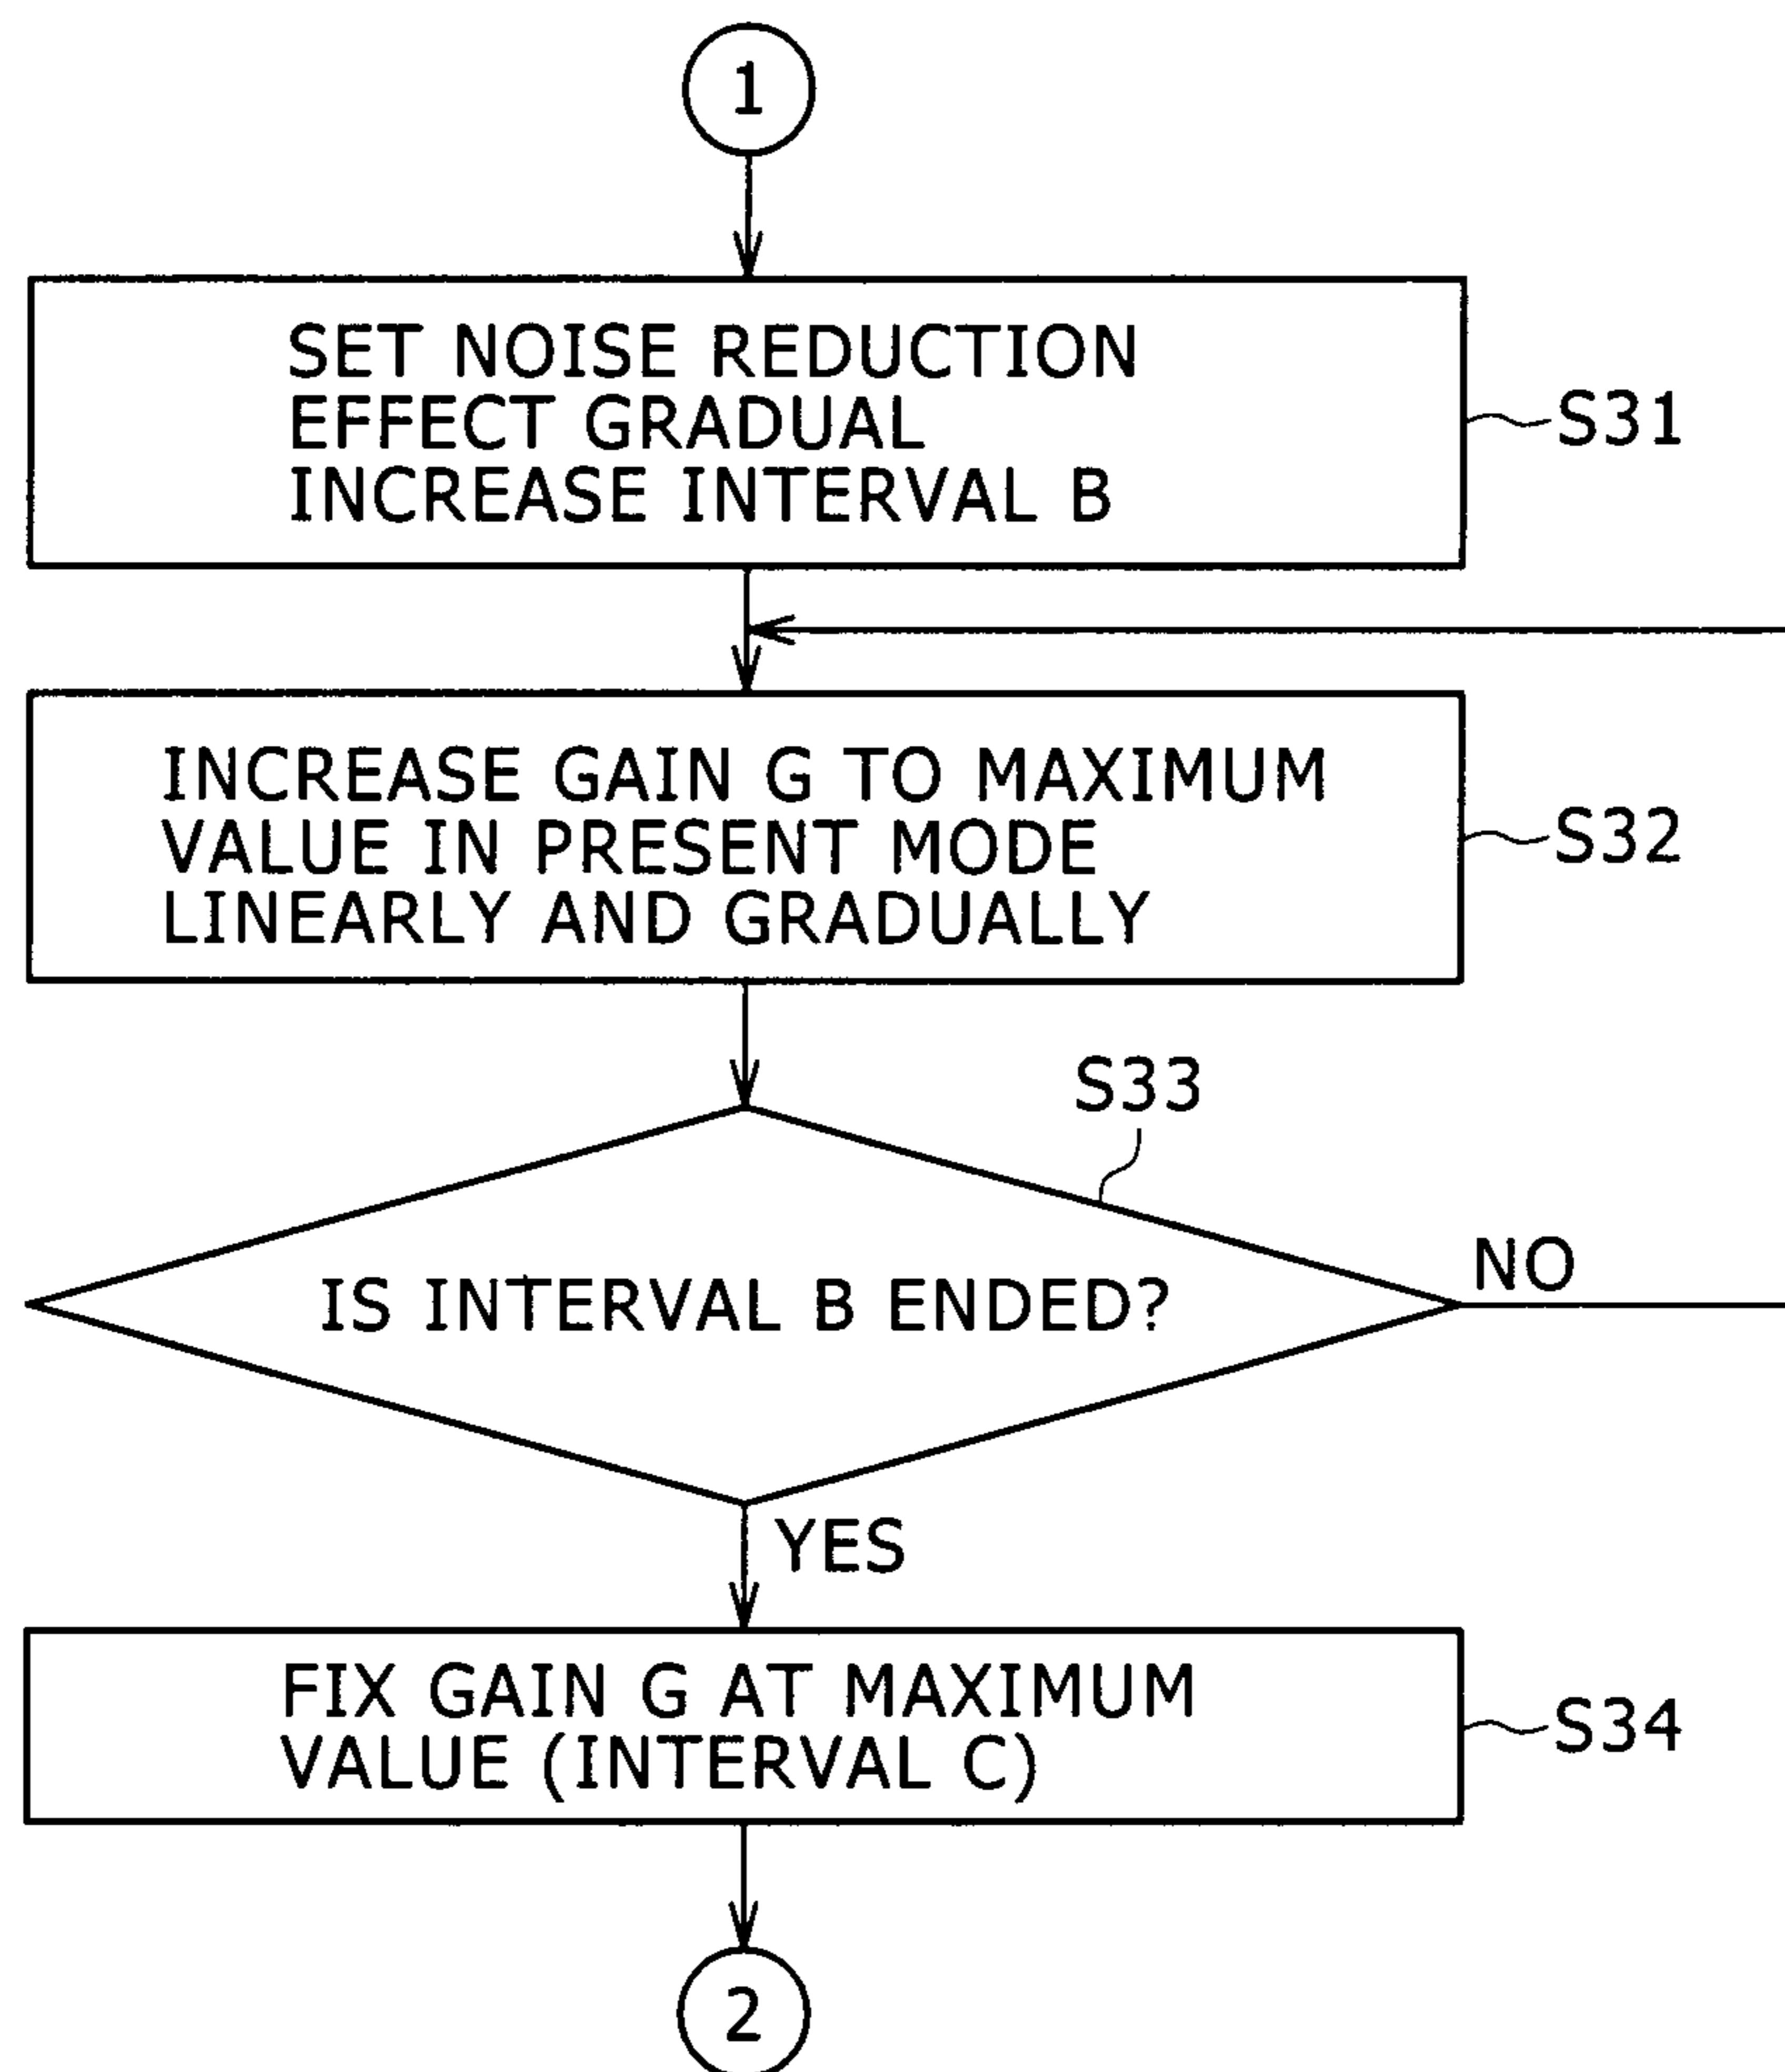 1
SET NOISE REDUCTION
EFFECT GRADUAL
INCREASE INTERVAL B
S31
INCREASE GAIN G TO MAXIMUM
VALUE IN PRESENT MODE
LINEARLY AND GRADUALLY
S32
S33
IS INTERVAL B ENDED?
NO
YES
FIX GAIN G AT MAXIMUM
VALUE (INTERVAL C)
S34
2